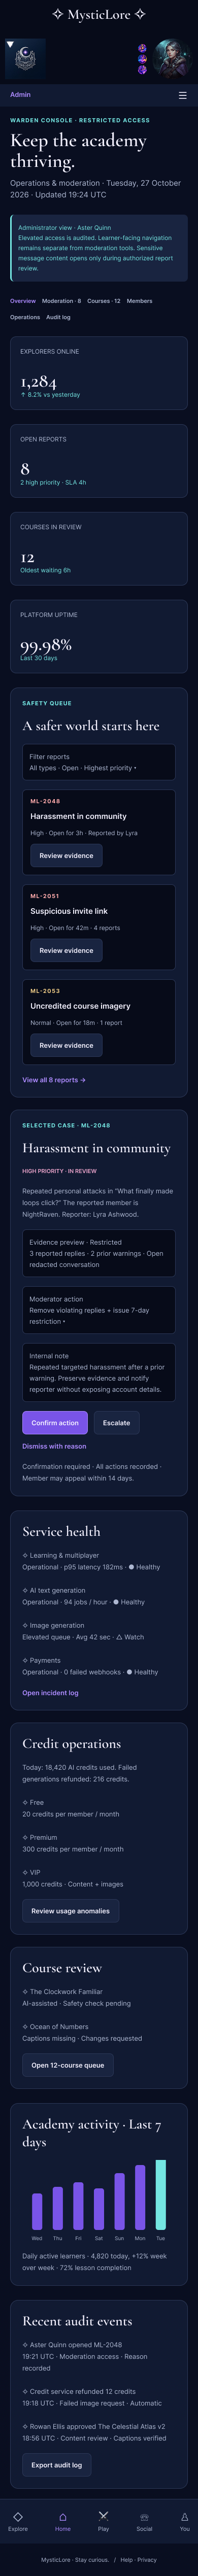 ✧ MysticLore ✧
Admin
WARDEN CONSOLE · RESTRICTED ACCESS
Keep the academy
thriving.
Operations & moderation · Tuesday, 27 October
2026 · Updated 19:24 UTC
Administrator view · Aster Quinn
Elevated access is audited. Learner-facing navigation
remains separate from moderation tools. Sensitive
message content opens only during authorized report
review.
Overview Moderation · 8 Courses · 12 Members
Operations Audit log
EXPLORERS ONLINE
1,284
↑ 8.2% vs yesterday
OPEN REPORTS
8
2 high priority · SLA 4h
COURSES IN REVIEW
12
Oldest waiting 6h
PLATFORM UPTIME
99.98%
Last 30 days
SAFETY QUEUE
A safer world starts here
Filter reports
All types · Open · Highest priority ▾
ML-2048
Harassment in community
High · Open for 3h · Reported by Lyra
Review evidence
ML-2051
Suspicious invite link
High · Open for 42m · 4 reports
Review evidence
ML-2053
Uncredited course imagery
Normal · Open for 18m · 1 report
Review evidence
View all 8 reports →
SELECTED CASE · ML-2048
Harassment in community
HIGH PRIORITY · IN REVIEW
Repeated personal attacks in "What finally made
loops click?" The reported member is
NightRaven. Reporter: Lyra Ashwood.
Evidence preview · Restricted
3 reported replies · 2 prior warnings · Open
redacted conversation
Moderator action
Remove violating replies + issue 7-day
restriction ▾
Internal note
Repeated targeted harassment after a prior
warning. Preserve evidence and notify
reporter without exposing account details.
Confirm action Escalate
Dismiss with reason
Confirmation required · All actions recorded ·
Member may appeal within 14 days.
Service health
✧ Learning & multiplayer
Operational · p95 latency 182ms · ● Healthy
✧ AI text generation
Operational · 94 jobs / hour · ● Healthy
✧ Image generation
Elevated queue · Avg 42 sec · △ Watch
✧ Payments
Operational · 0 failed webhooks · ● Healthy
Open incident log
Credit operations
Today: 18,420 AI credits used. Failed
generations refunded: 216 credits.
✧ Free
20 credits per member / month
✧ Premium
300 credits per member / month
✧ VIP
1,000 credits · Content + images
Review usage anomalies
Course review
✧ The Clockwork Familiar
AI-assisted · Safety check pending
✧ Ocean of Numbers
Captions missing · Changes requested
Open 12-course queue
Academy activity · Last 7
days
Wed Thu Fri Sat Sun Mon Tue
Daily active learners · 4,820 today, +12% week
over week · 72% lesson completion
Recent audit events
✧ Aster Quinn opened ML-2048
19:21 UTC · Moderation access · Reason
recorded
✧ Credit service refunded 12 credits
19:18 UTC · Failed image request · Automatic
✧ Rowan Ellis approved The Celestial Atlas v2
18:56 UTC · Content review · Captions verified
Export audit log
Explore Home Play Social You
MysticLore · Stay curious. / Help · Privacy